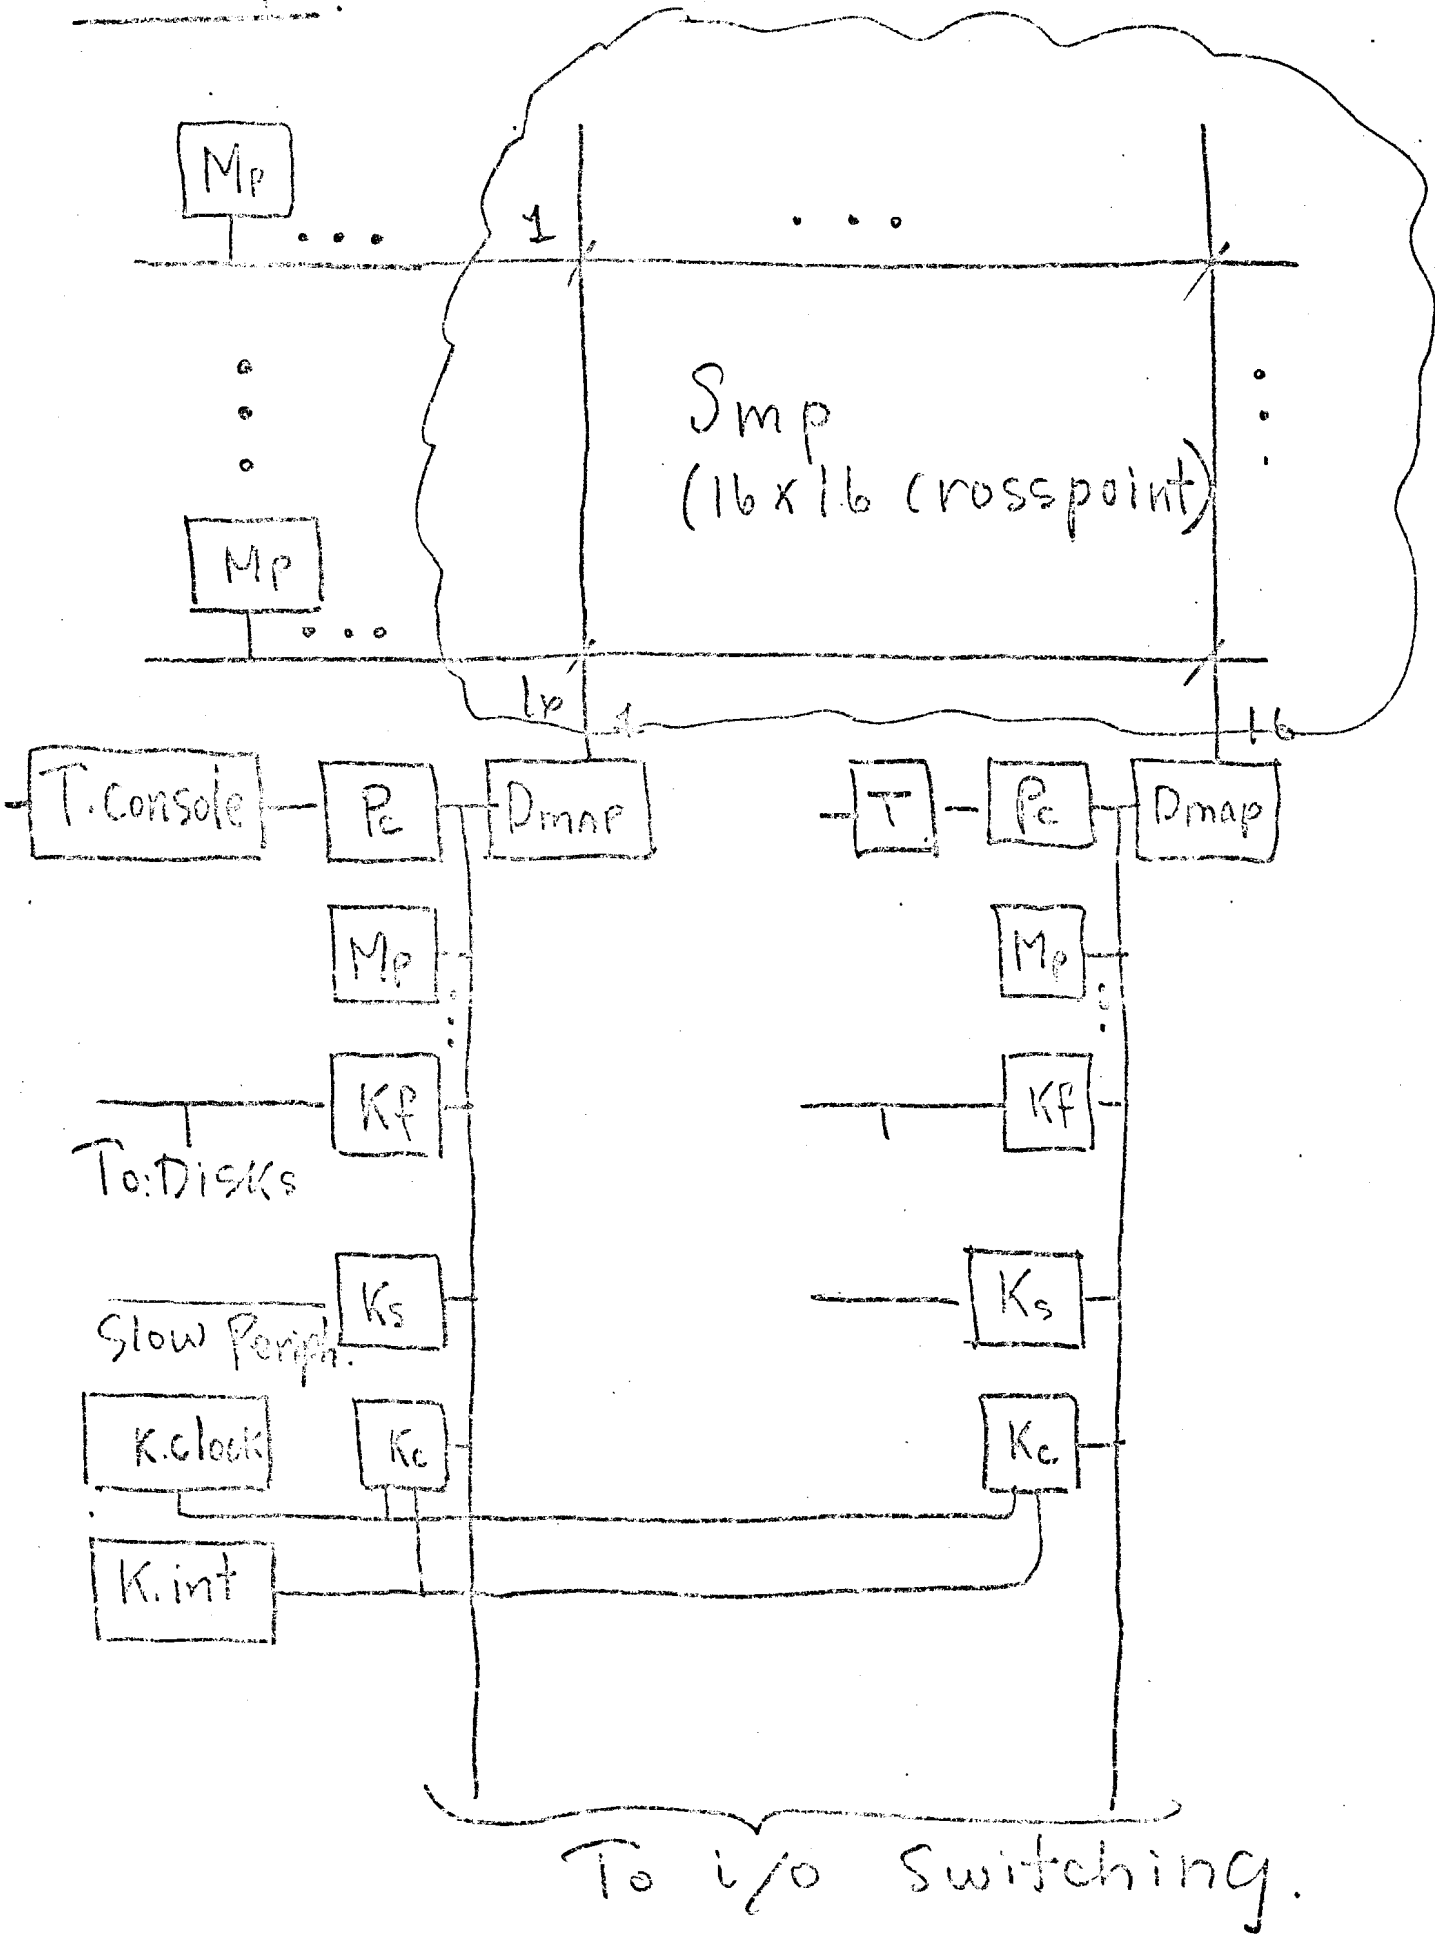 Mp
1
Smp
(16x16 crosspoint)
Mp
16
1
16
T.Console
Pc
Dmap
T
Pc
Dmap
Mp
Mp
Kf
Kf
To:Disks
Ks
Ks
Slow Periph.
K.clock
Kc
Kc
K.int
To i/o Switching.